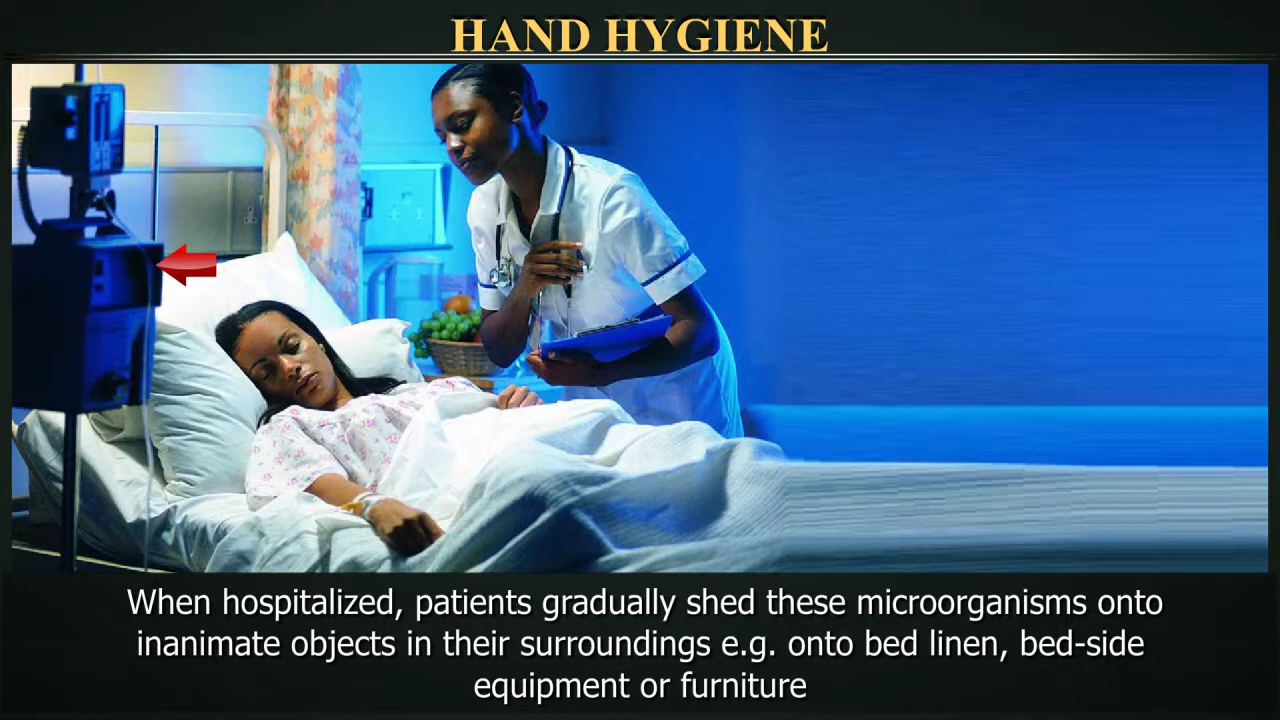 HAND HYGIENE
When hospitalized, patients gradually shed these microorganisms onto
inanimate objects in their surroundings e.g. onto bed linen, bed-side
equipment or furniture